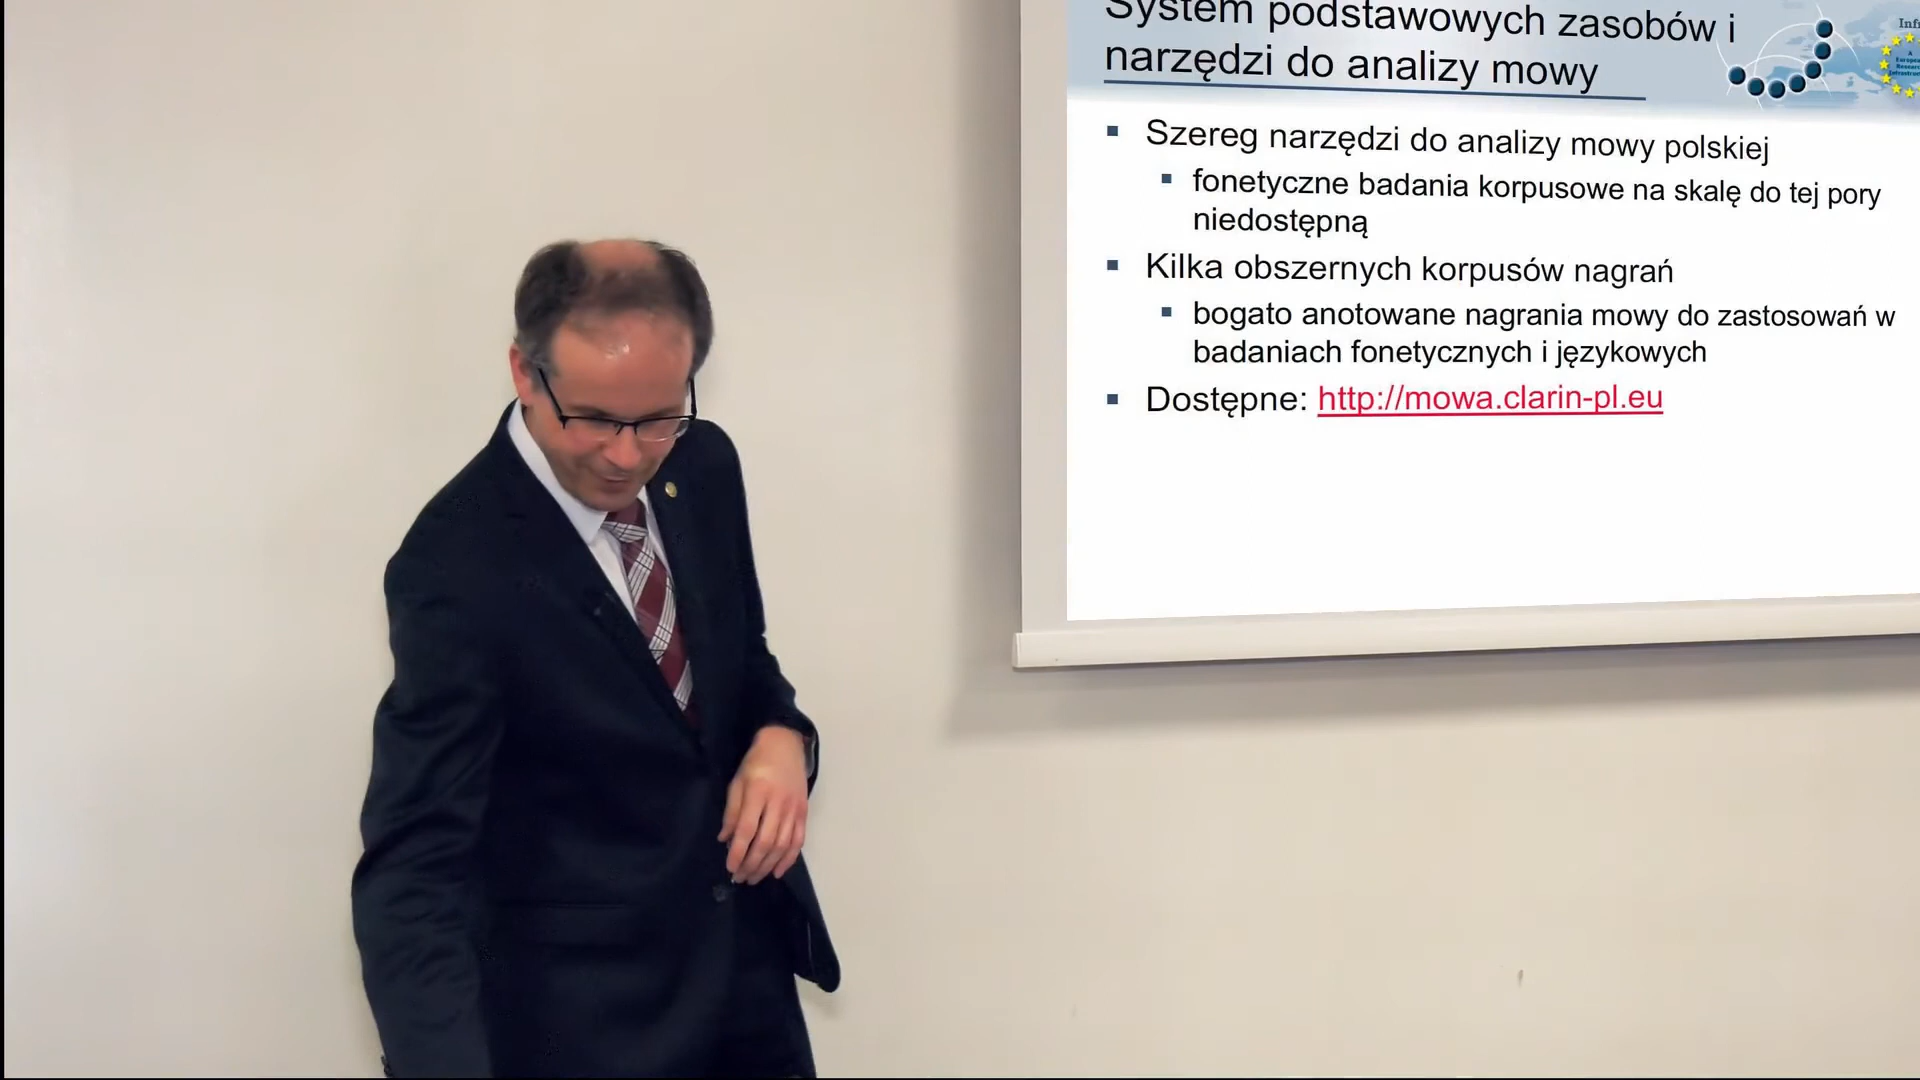 System podstawowych zasobów i
narzędzi do analizy mowy
Szereg narzędzi do analizy mowy polskiej
fonetyczne badania korpusowe na skalę do tej pory
niedostępną
Kilka obszernych korpusów nagrań
bogato anotowane nagrania mowy do zastosowań w
badaniach fonetycznych i językowych
Dostępne: http://mowa.clarin-pl.eu